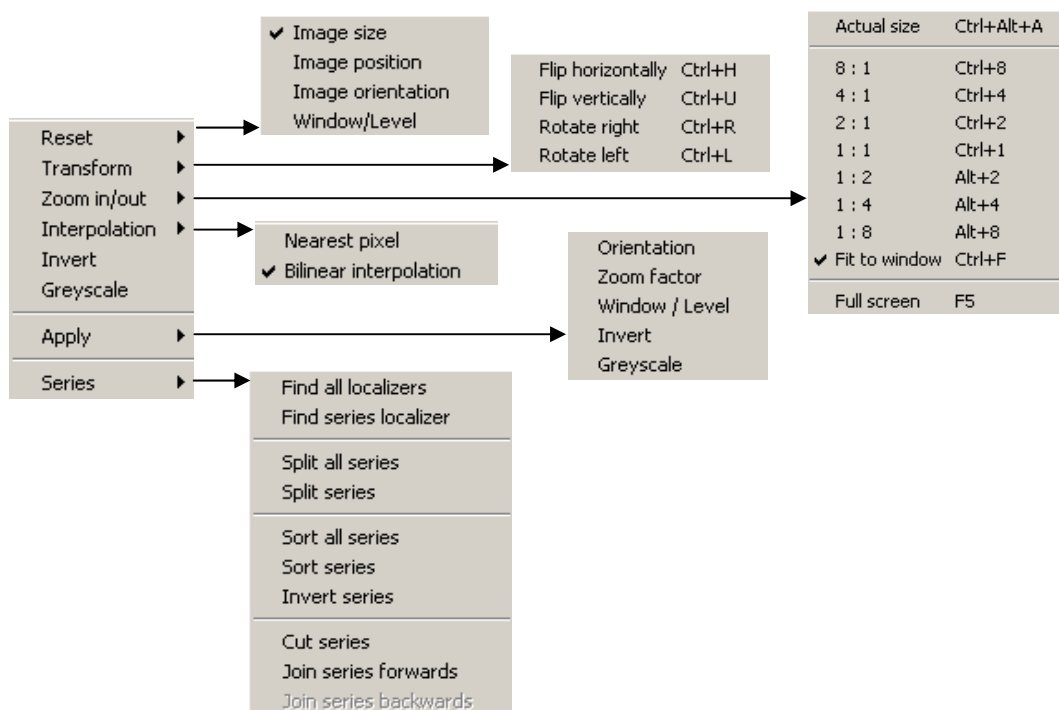 Reset
Transform
Zoom in/out
Interpolation
Invert
Greyscale
Apply
Series
Image size
Image position
Image orientation
Window/Level
Flip horizontally Ctrl+H
Flip vertically Ctrl+U
Rotate right Ctrl+R
Rotate left Ctrl+L
Actual size Ctrl+Alt+A
8 : 1 Ctrl+8
4 : 1 Ctrl+4
2 : 1 Ctrl+2
1 : 1 Ctrl+1
1 : 2 Alt+2
1 : 4 Alt+4
1 : 8 Alt+8
Fit to window Ctrl+F
Full screen F5
Nearest pixel
Bilinear interpolation
Orientation
Zoom factor
Window / Level
Invert
Greyscale
Find all localizers
Find series localizer
Split all series
Split series
Sort all series
Sort series
Invert series
Cut series
Join series forwards
Join series backwards